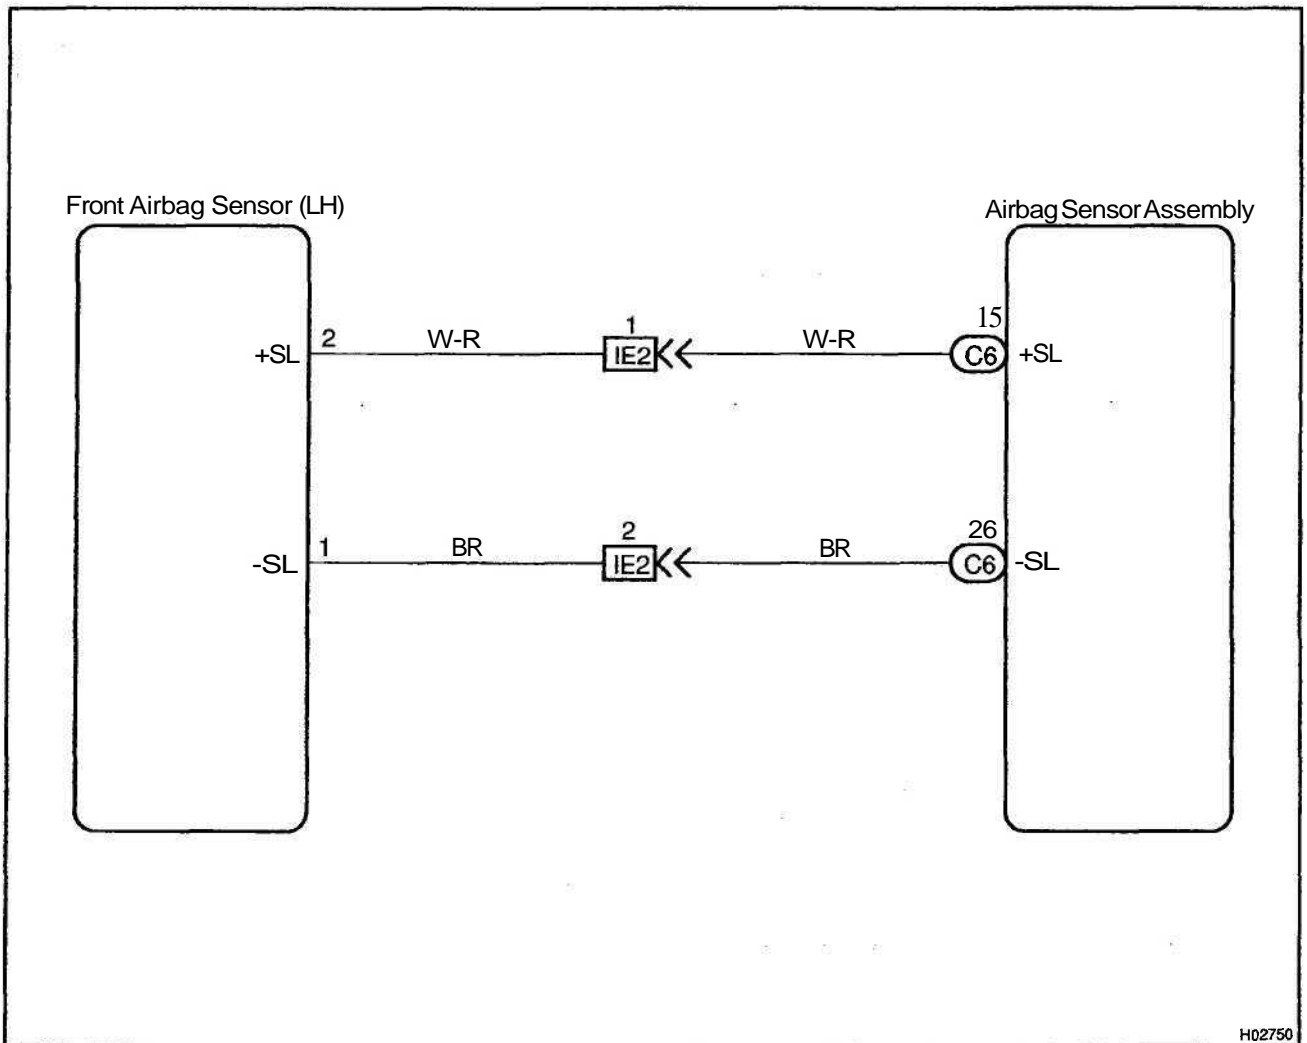 Front Airbag Sensor (LH)
Airbag Sensor Assembly
+SL
2
W-R
1
IE2
W-R
15
C6
+SL
-SL
1
BR
2
IE2
BR
26
C6
-SL
H02750